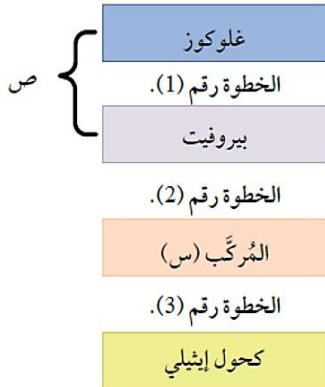 غلوكوز
ص
الخطوة رقم (1).
بيروفيت
الخطوة رقم (2).
المُركَّب (س)
الخطوة رقم (3).
كحول إيثيلي